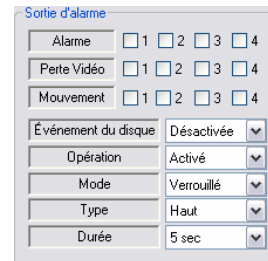 Sortie d'alarme
Alarme 1 2 3 4
Perte Vidéo 1 2 3 4
Mouvement 1 2 3 4
Événement du disque Désactivée
Opération Activé
Mode Verrouillé
Type Haut
Durée 5 sec